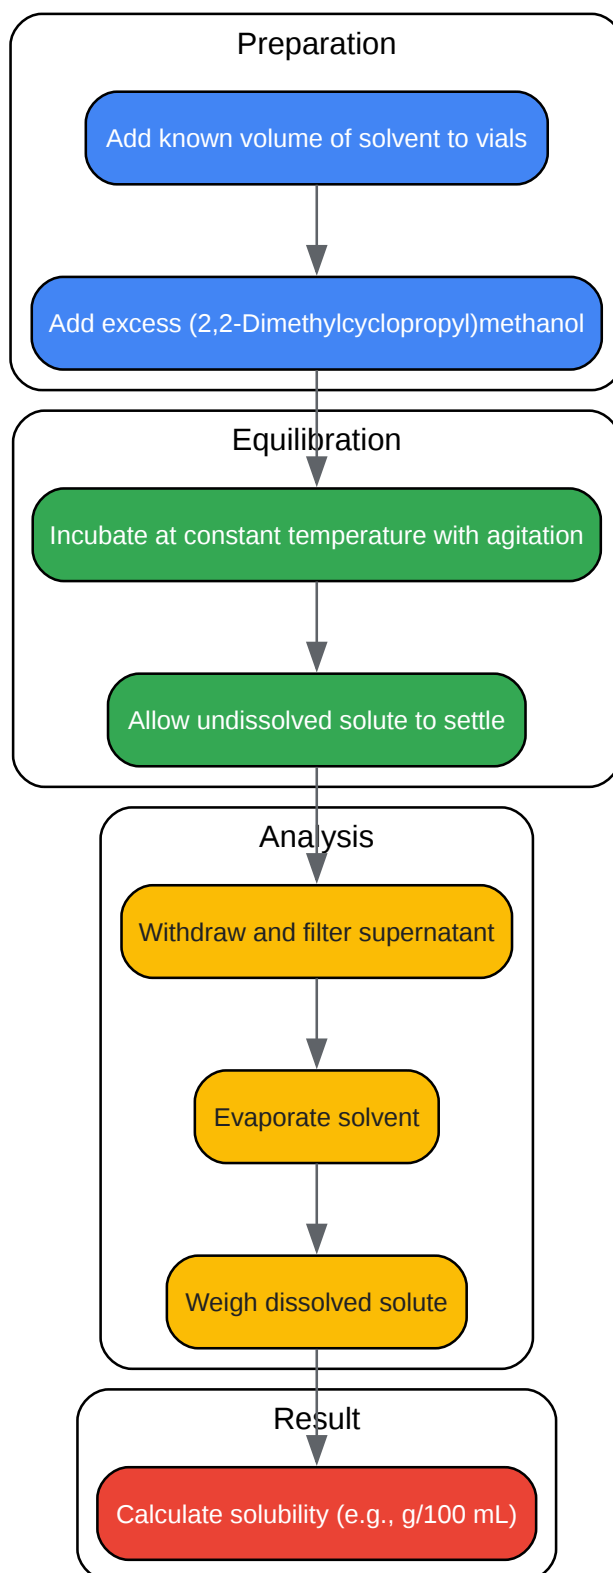 Preparation
Add known volume of solvent to vials
Add excess (2,2-Dimethylcyclopropyl)methanol
Equilibration
Incubate at constant temperature with agitation
Allow undissolved solute to settle
Analysis
Withdraw and filter supernatant
Evaporate solvent
Weigh dissolved solute
Result
Calculate solubility (e.g., g/100 mL)